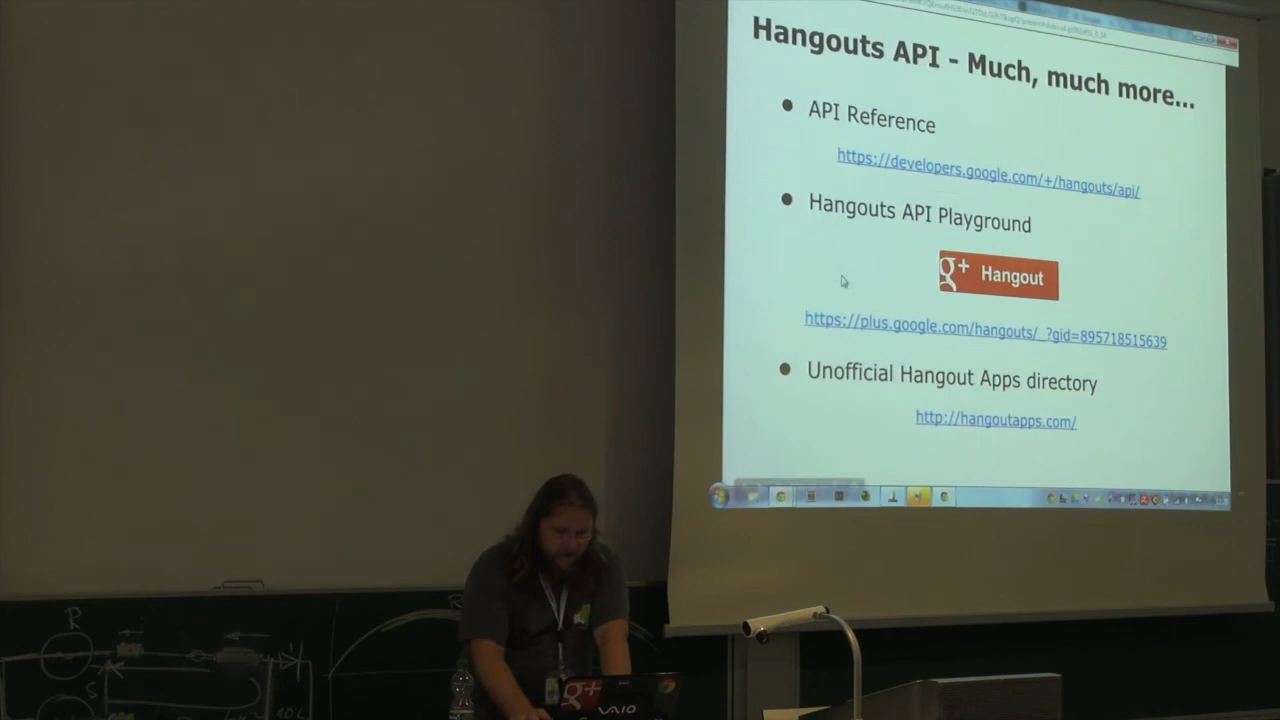 Hangouts API - Much, much more...
● API Reference
https://developers.google.com/+/hangouts/api/
● Hangouts API Playground
g+ Hangout
https://plus.google.com/hangouts/_?gid=895718515639
● Unofficial Hangout Apps directory
http://hangoutapps.com/
R
S
g+
VAIO